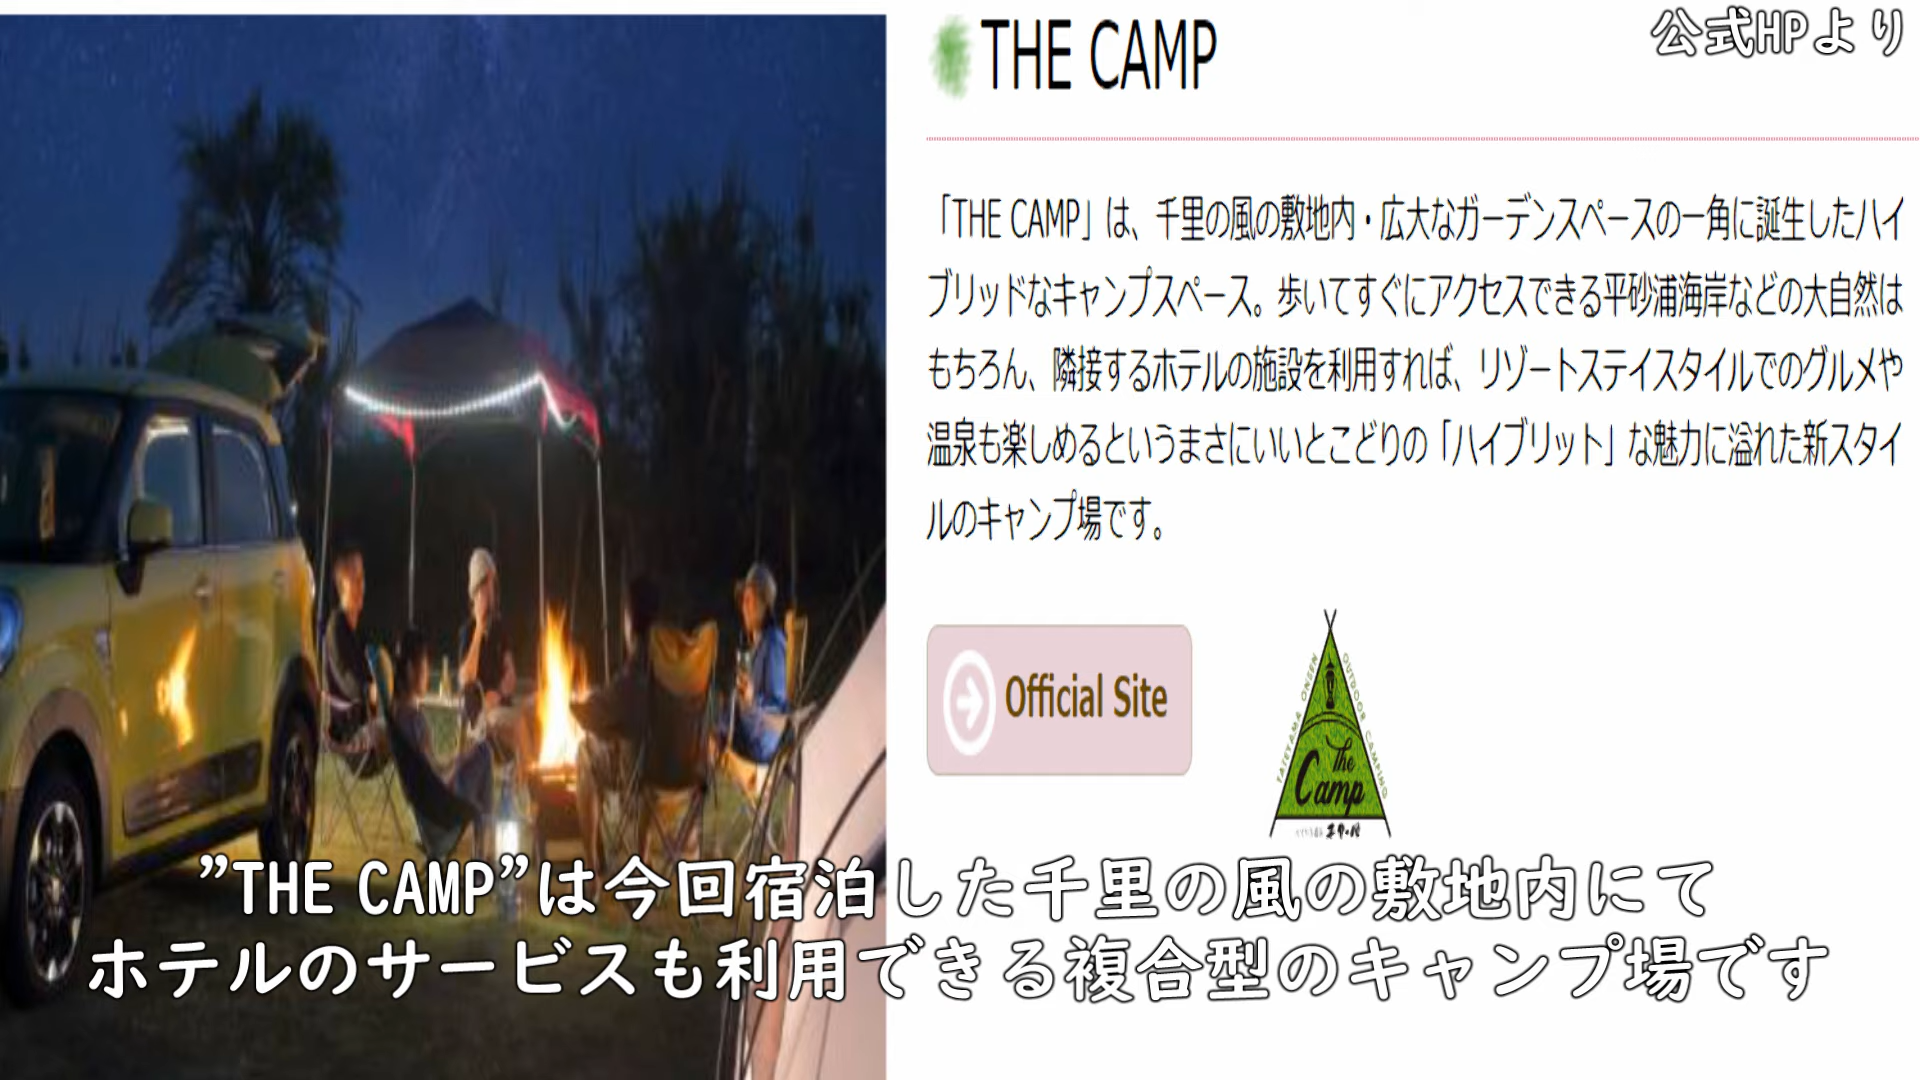 THE CAMP
公式HPより
「THE CAMP」は、千里の風の敷地内・広大なガーデンスペースの一角に誕生したハイ
ブリッドなキャンプスペース。歩いてすぐにアクセスできる平砂浦海岸などの大自然は
もちろん、隣接するホテルの施設を利用すれば、リゾートステイスタイルでのグルメや
温泉も楽しめるというまさにいいとこどりの「ハイブリット」な魅力に溢れた新スタイ
ルのキャンプ場です。
Official Site
TATEYAMA ONSEN
OUTDOOR CAMPING
The
Camp
”THE CAMP”は今回宿泊した千里の風の敷地内にて
ホテルのサービスも利用できる複合型のキャンプ場です